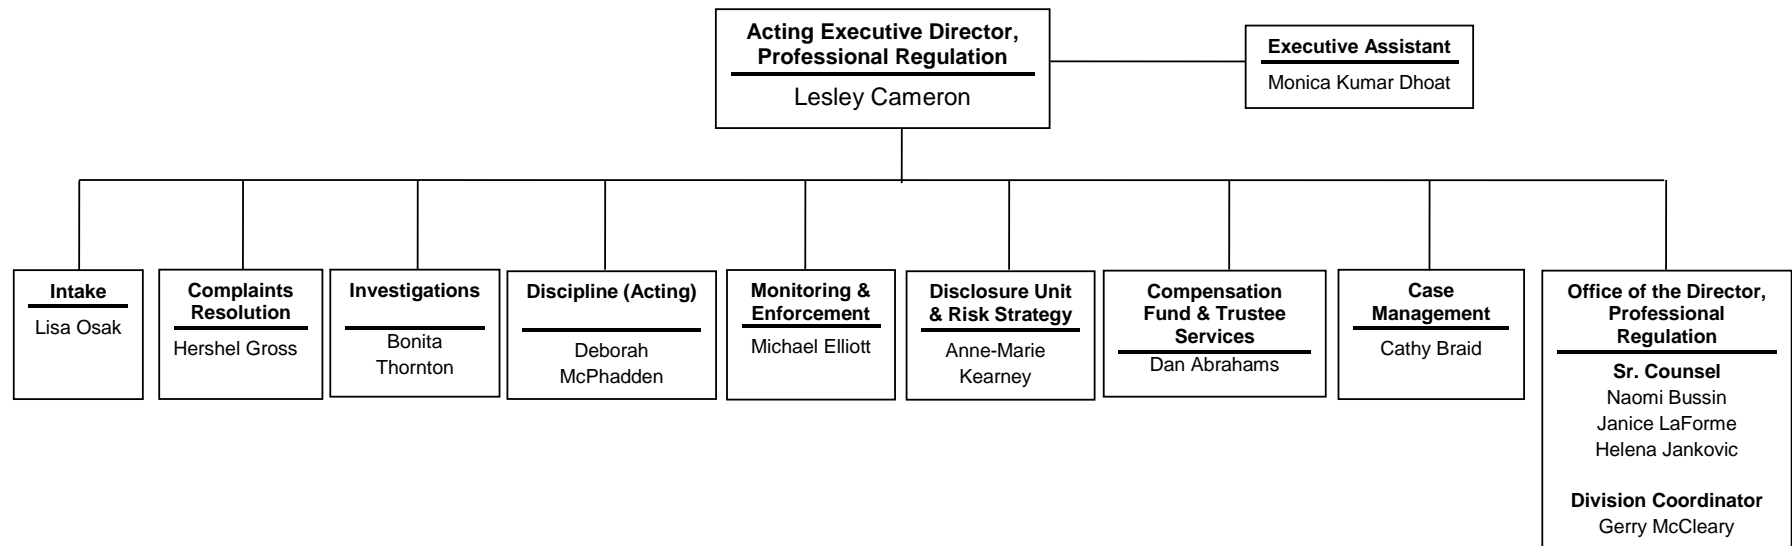 Acting Executive Director,
Professional Regulation
Lesley Cameron
Executive Assistant
Monica Kumar Dhoat
Intake
Lisa Osak
Complaints
Resolution
Hershel Gross
Investigations
Bonita
Thornton
Discipline (Acting)
Deborah
McPhadden
Monitoring &
Enforcement
Michael Elliott
Disclosure Unit
& Risk Strategy
Anne-Marie
Kearney
Compensation
Fund & Trustee
Services
Dan Abrahams
Case
Management
Cathy Braid
Office of the Director,
Professional
Regulation
Sr. Counsel
Naomi Bussin
Janice LaForme
Helena Jankovic
Division Coordinator
Gerry McCleary